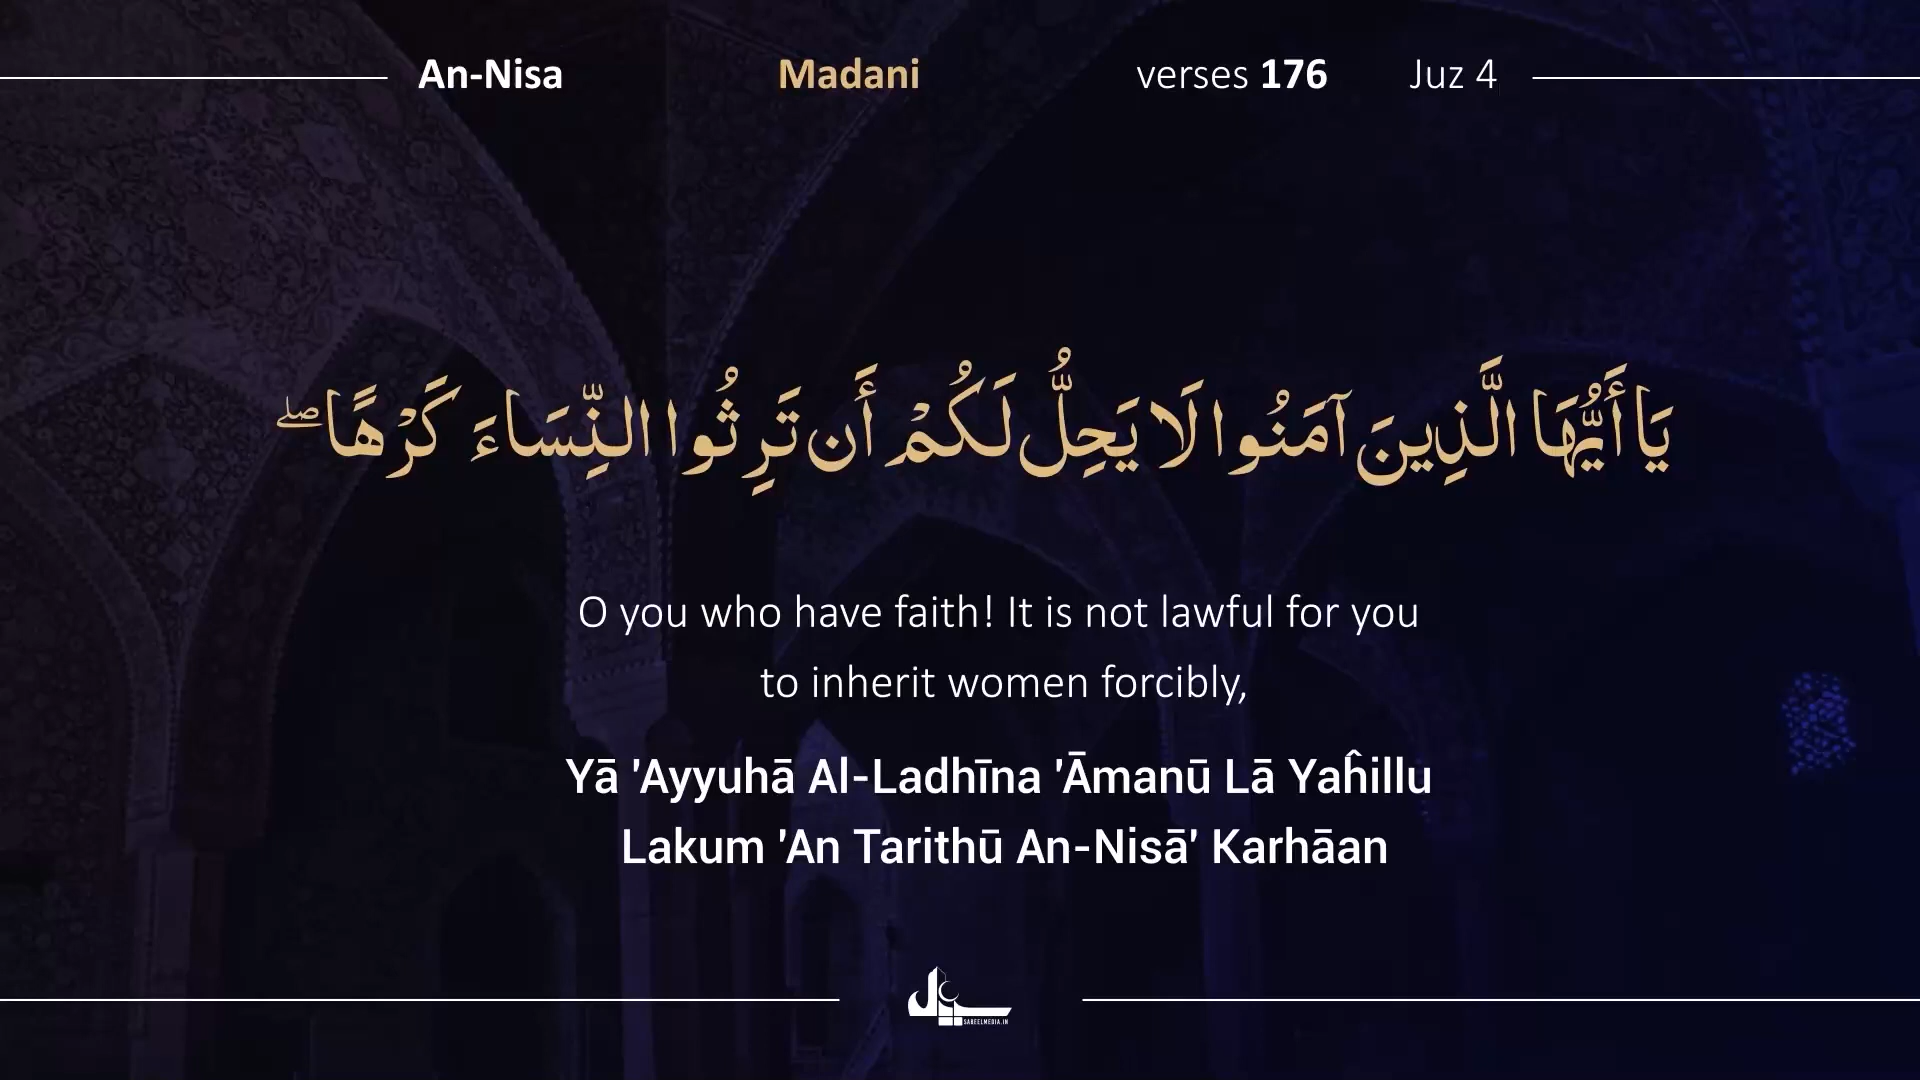 An-Nisa Madani verses 176 Juz 4
يَا أَيُّهَا الَّذِينَ آمَنُوا لَا يَحِلُّ لَكُمْ أَن تَرِثُوا النِّسَاءَ كَرْهًا ۖ
O you who have faith! It is not lawful for you
to inherit women forcibly,
Yā 'Ayyuhā Al-Ladhīna 'Āmanū Lā Yaĥillu
Lakum 'An Tarithū An-Nisā' Karhāan
SABEELMEDIA.IN